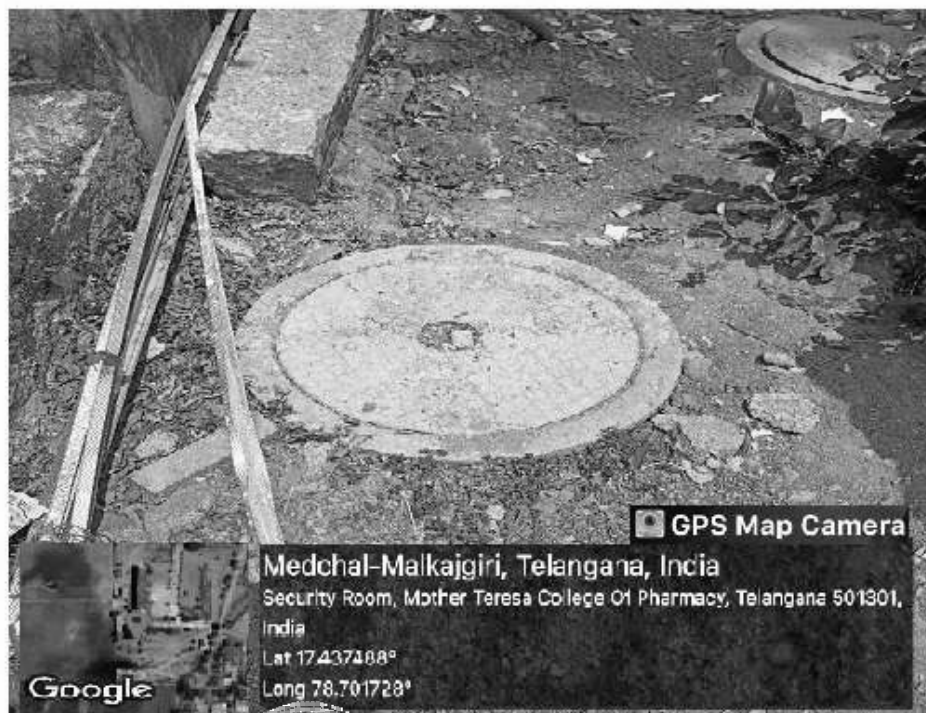 GPS Map Camera
Medchal-Malkajgiri, Telangana, India
Security Room, Mother Teresa College Of Pharmacy, Telangana 501301,
India
Lat 17.437488°
Long 78.701728°
Google